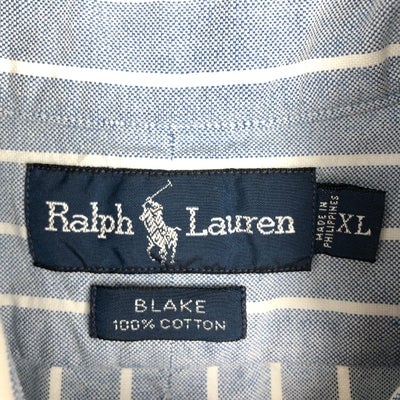 Ralph Lauren
MADE IN
PHILIPPINES
XL
BLAKE
100% COTTON